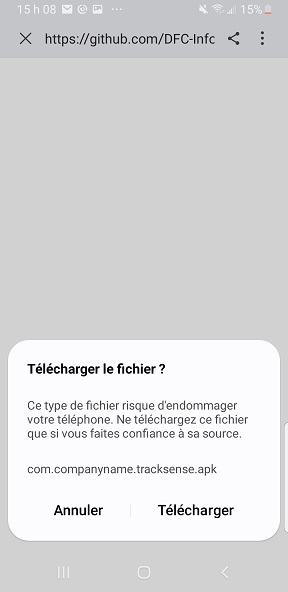 15 h 08 ... 15%
https://github.com/DFC-Info
Télécharger le fichier ?
Ce type de fichier risque d'endommager
votre téléphone. Ne téléchargez ce fichier
que si vous faites confiance à sa source.
com.companyname.tracksense.apk
Annuler Télécharger